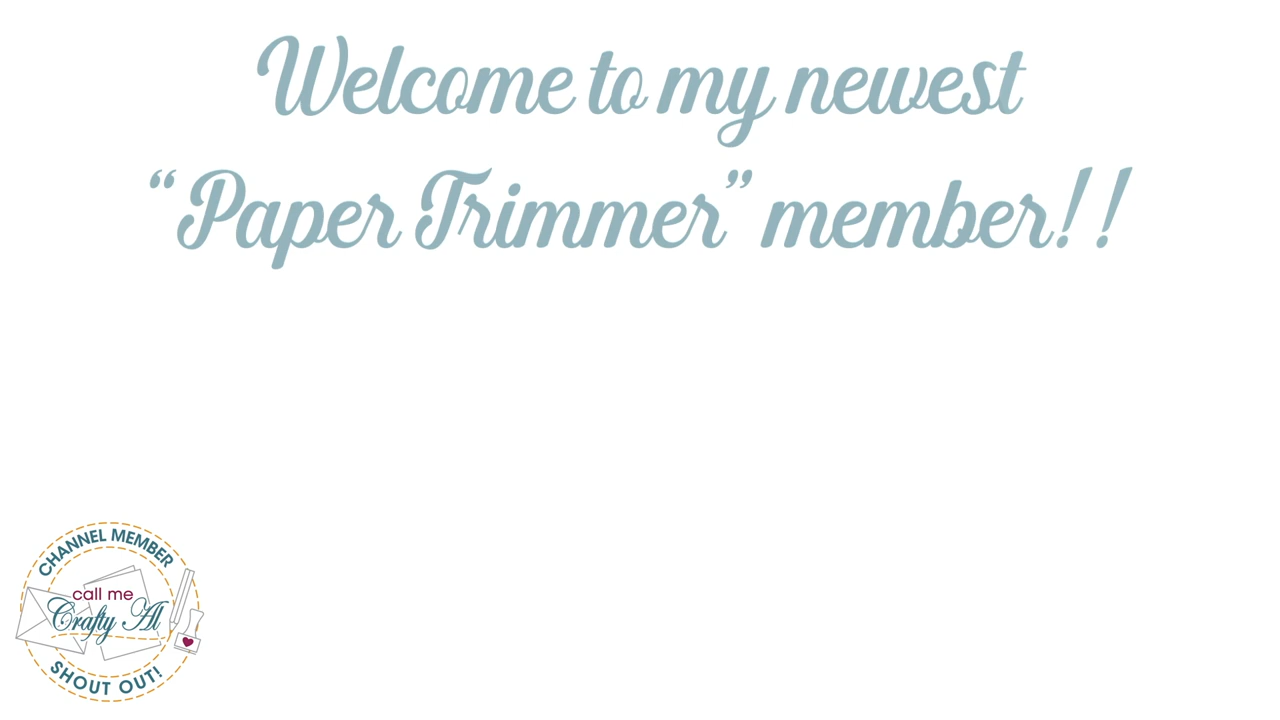 Welcome to my newest
“Paper Trimmer” member!!
CHANNEL MEMBER
call me
Crafty Al
SHOUT OUT!